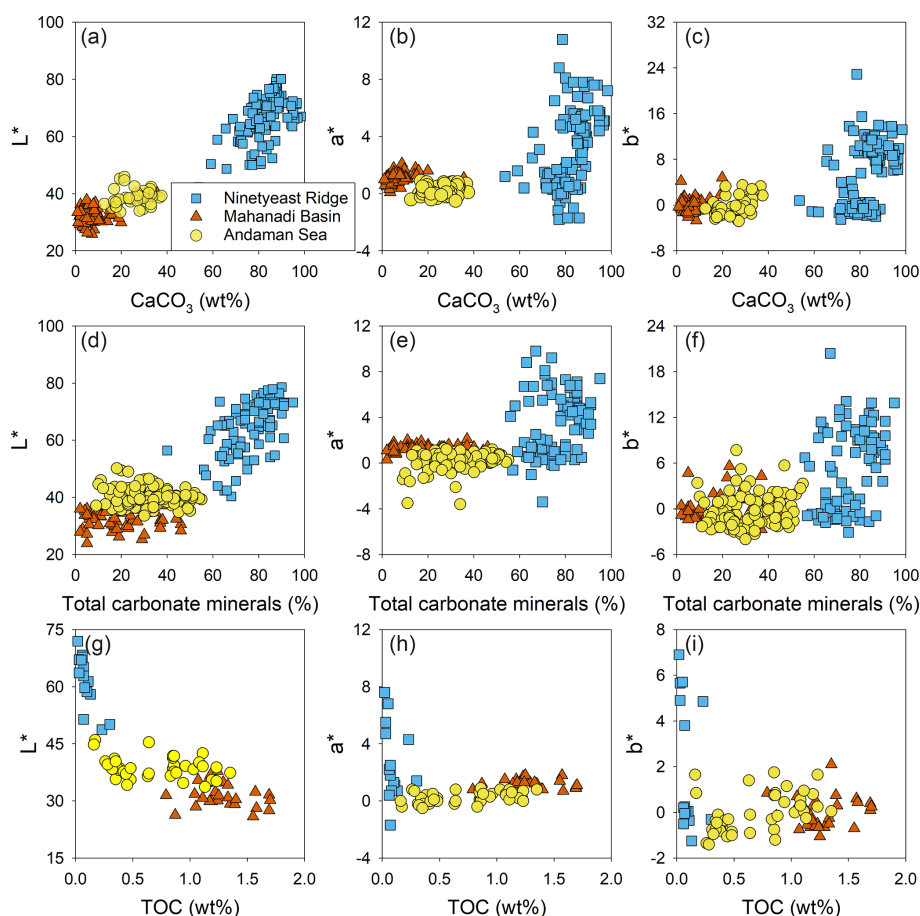 (a)
L*
100
80
60
40
20
0 20 40 60 80 100
CaCO3 (wt%)
Ninetyeast Ridge
Mahanadi Basin
Andaman Sea
(b)
a*
12
8
4
0
-4
0 20 40 60 80 100
CaCO3 (wt%)
(c)
b*
32
24
16
8
0
-8
0 20 40 60 80 100
CaCO3 (wt%)
(d)
L*
100
80
60
40
20
0 20 40 60 80 100
Total carbonate minerals (%)
(e)
a*
12
8
4
0
-4
-8
0 20 40 60 80 100
Total carbonate minerals (%)
(f)
b*
24
18
12
6
0
-6
0 20 40 60 80 100
Total carbonate minerals (%)
(g)
L*
75
60
45
30
15
0.0 0.5 1.0 1.5 2.0
TOC (wt%)
(h)
a*
12
8
4
0
-4
0.0 0.5 1.0 1.5 2.0
TOC (wt%)
(i)
b*
8
6
4
2
0
-2
0.0 0.5 1.0 1.5 2.0
TOC (wt%)